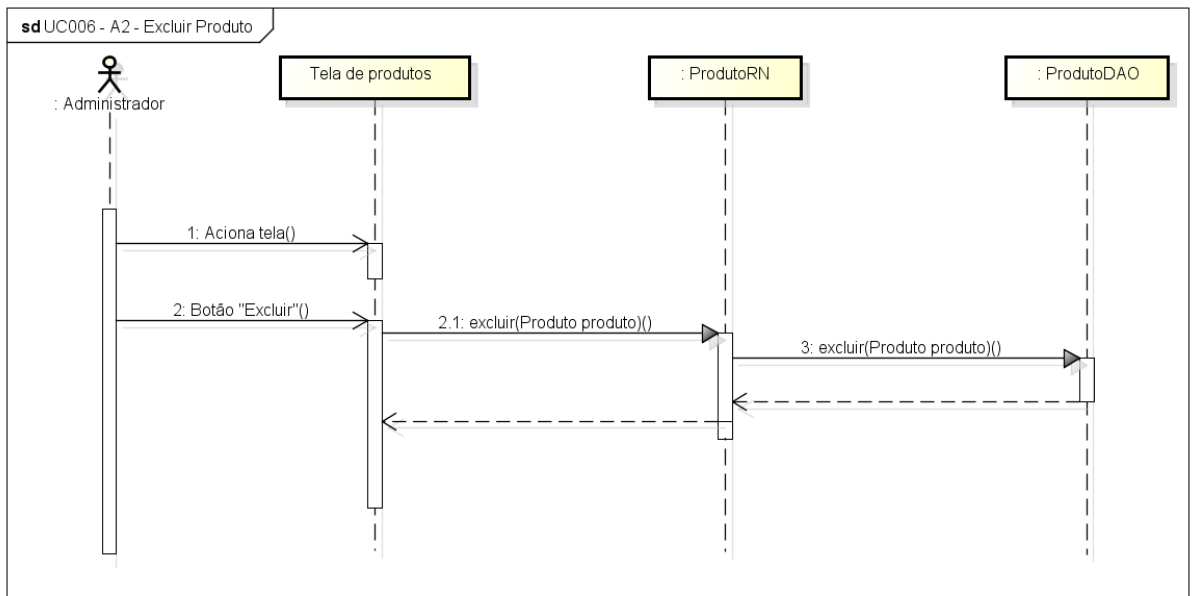 sd UC006 - A2 - Excluir Produto
: Administrador
Tela de produtos
: ProdutoRN
: ProdutoDAO
1: Aciona tela()
2: Botão "Excluir"()
2.1: excluir(Produto produto)()
3: excluir(Produto produto)()